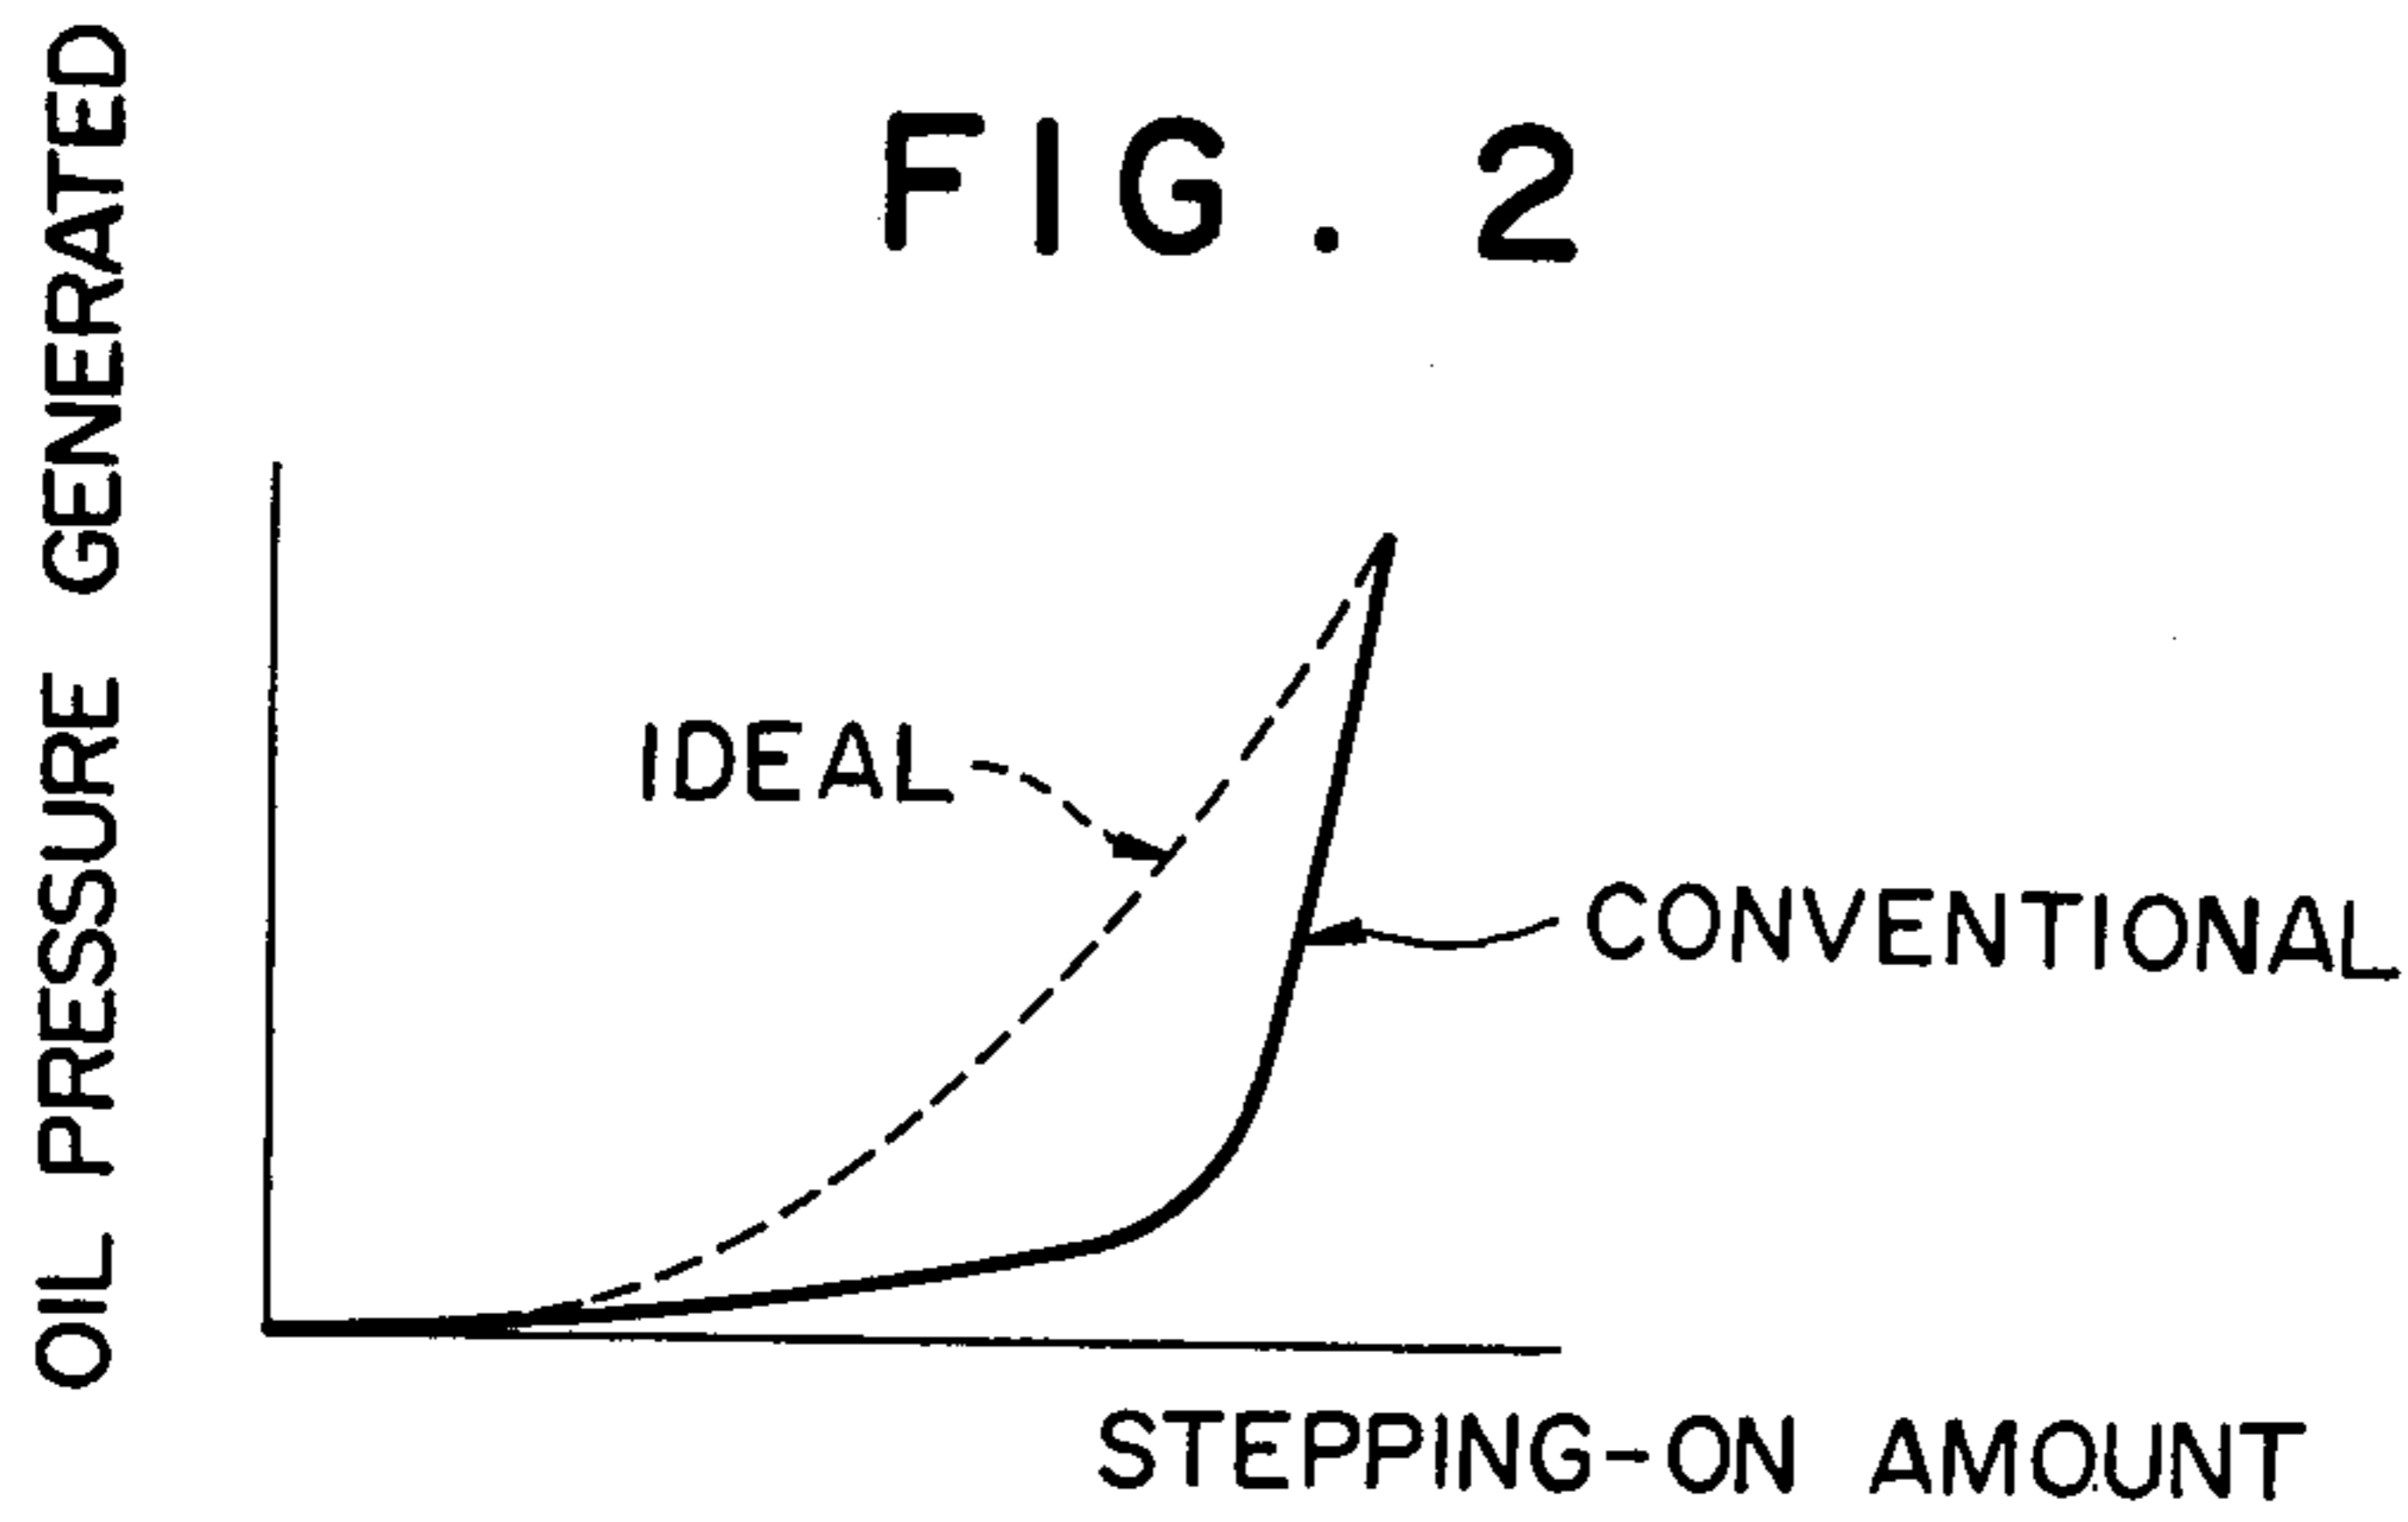 FIG. 2
OIL PRESSURE GENERATED
IDEAL
CONVENTIONAL
STEPPING-ON AMOUNT